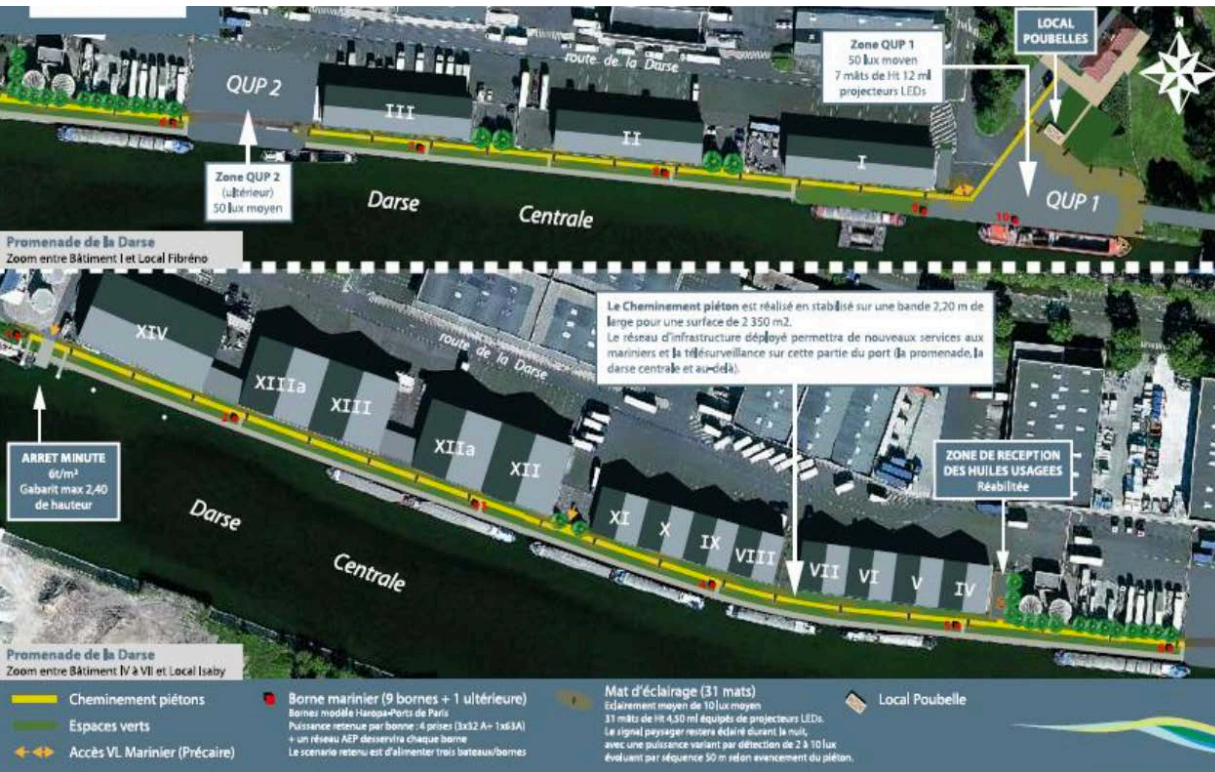 QUP 2
route de la Darse
Zone QUP 1
50 lux moyen
7 mâts de Ht 12 ml
projecteurs LEDs
LOCAL
POUBELLES
N
III
II
I
Zone QUP 2
(ultérieur)
50 lux moyen
Darse
Centrale
10
QUP 1
Promenade de la Darse
Zoom entre Bâtiment I et Local Fibréno
XIV
XIIIa
XIII
XIIa
XII
XI
X
IX
VIII
VII
VI
V
IV
route de la Darse
Le Cheminement piéton est réalisé en stabilisé sur une bande 2,20 m de
large pour une surface de 2 350 m2.
Le réseau d'infrastructure déployé permettra de nouveaux services aux
mariniers et la télésurveillance sur cette partie du port (la promenade, la
darse centrale et au-delà).
ARRET MINUTE
6t/m²
Gabarit max 2,40
de hauteur
ZONE DE RECEPTION
DES HUILES USAGEES
Réabilitée
Darse
Centrale
Promenade de la Darse
Zoom entre Bâtiment IV à VII et Local Isaby
Cheminement piétons
Espaces verts
Accès VL Marinier (Précaire)
Borne marinier (9 bornes + 1 ultérieure)
Bornes modèle Haropa-Ports de Paris
Puissance retenue par borne : 4 prises (3x32 A+ 1x63A)
+ un réseau AEP desservira chaque borne
Le scenario retenu est d'alimenter trois bateaux/bornes
Mat d'éclairage (31 mats)
Eclairement moyen de 10 lux moyen
31 mâts de Ht 4,50 ml équipés de projecteurs LEDs.
Le signal paysager restera éclairé durant la nuit,
avec une puissance variant par détection de 2 à 10 lux
évoluant par séquence 50 m selon avancement du piéton.
Local Poubelle